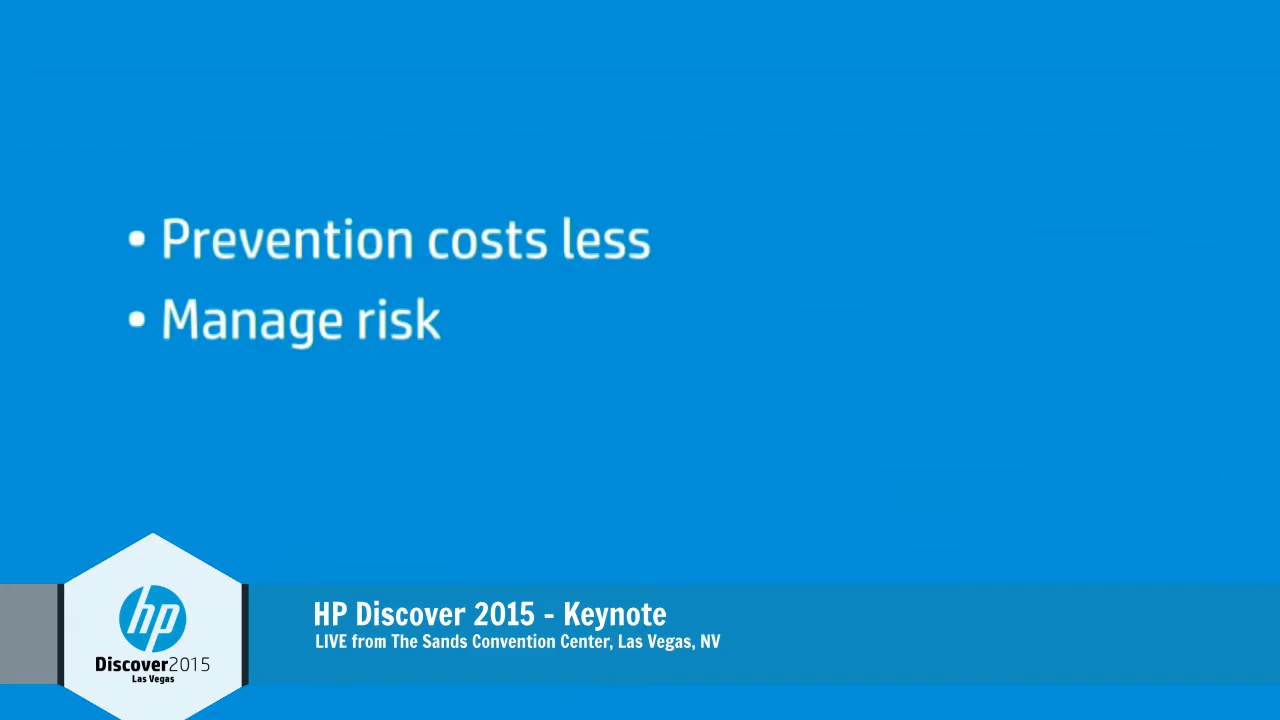 • Prevention costs less
• Manage risk
hp
Discover2015
Las Vegas
HP Discover 2015 - Keynote
LIVE from The Sands Convention Center, Las Vegas, NV